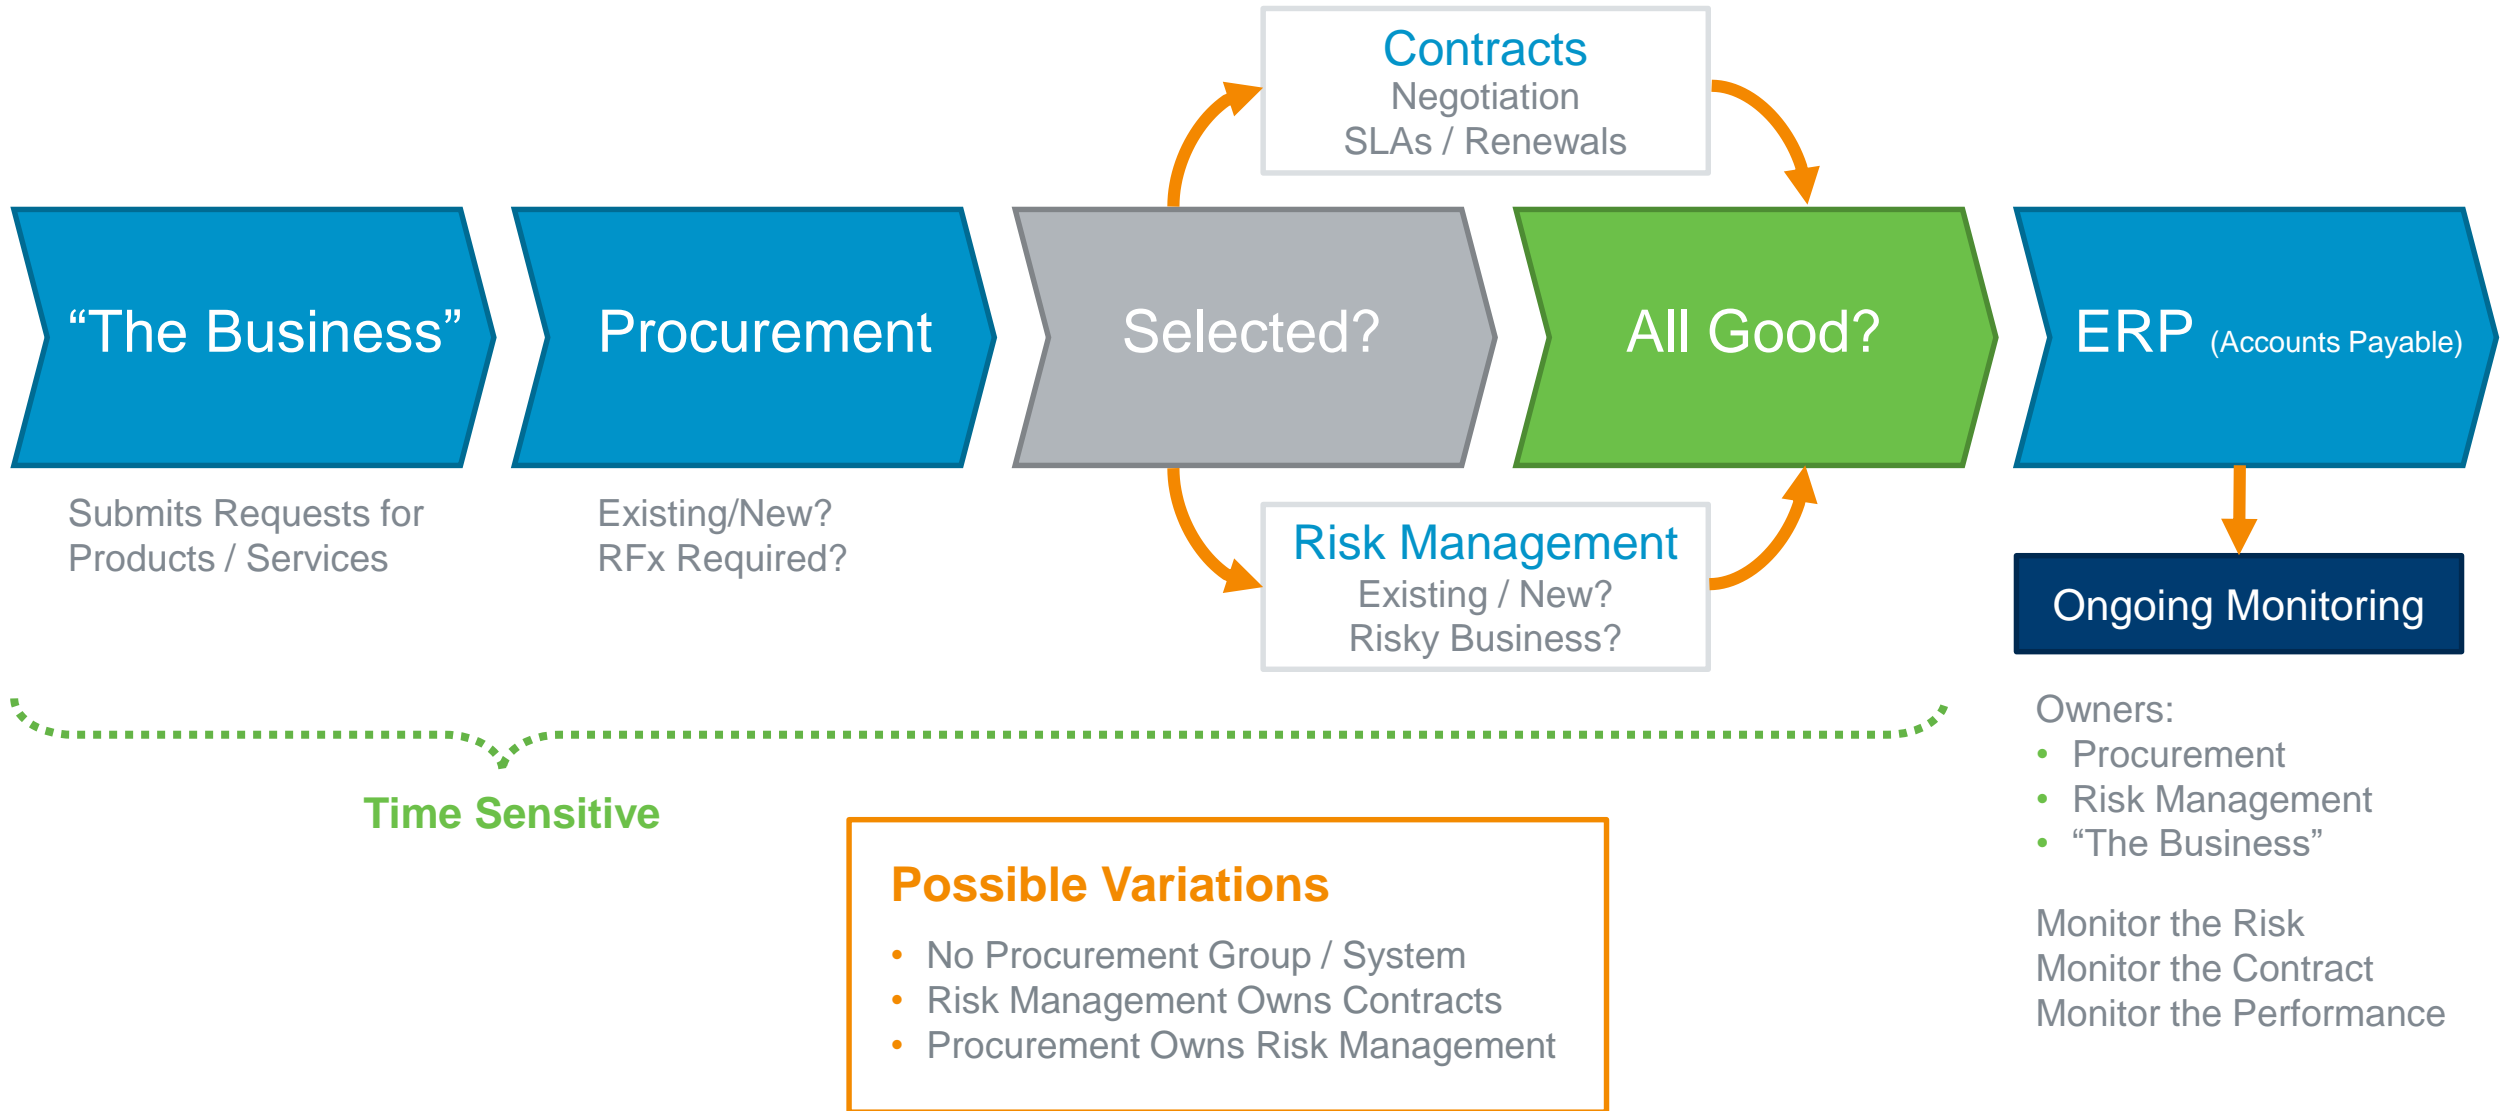 Contracts
Negotiation
SLAs / Renewals
“The Business”
Procurement
Selected?
All Good?
ERP (Accounts Payable)
Submits Requests for
Products / Services
Existing/New?
RFx Required?
Risk Management
Existing / New?
Risky Business?
Ongoing Monitoring
Owners:
• Procurement
• Risk Management
• “The Business”
Monitor the Risk
Monitor the Contract
Monitor the Performance
Time Sensitive
Possible Variations
• No Procurement Group / System
• Risk Management Owns Contracts
• Procurement Owns Risk Management